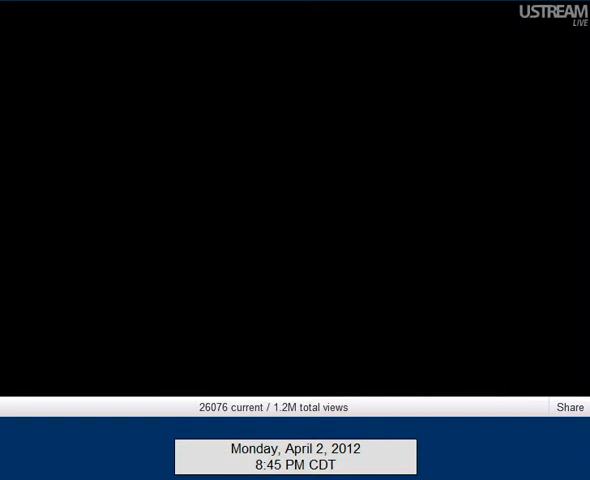 USTREAM
LIVE
26076 current / 1.2M total views
Share
Monday, April 2, 2012
8:45 PM CDT